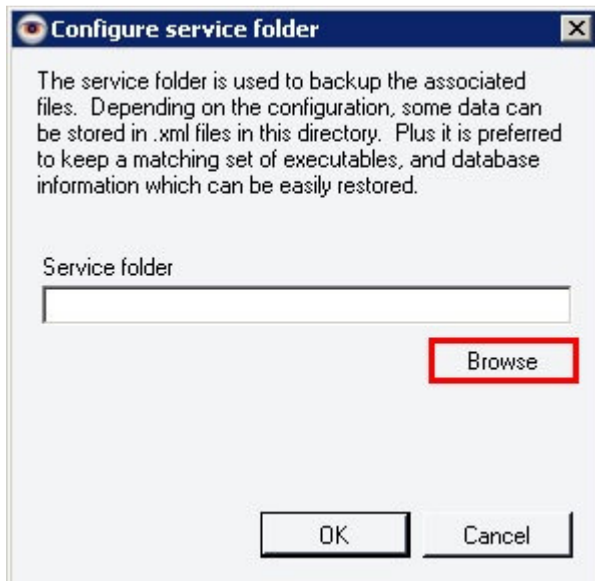 Configure service folder
The service folder is used to backup the associated
files.  Depending on the configuration, some data can
be stored in .xml files in this directory.  Plus it is preferred
to keep a matching set of executables, and database
information which can be easily restored.
Service folder
Browse
OK
Cancel